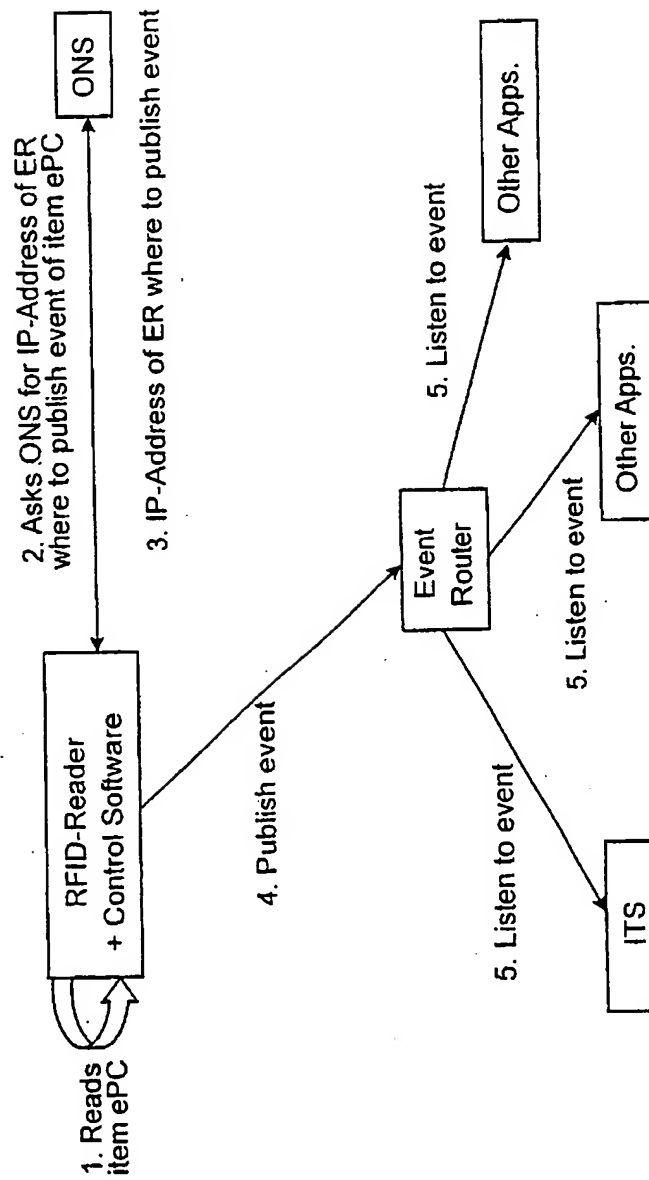 1. Reads
item ePC
RFID-Reader
+ Control Software
2. Asks ONS for IP-Address of ER
where to publish event of item ePC
ONS
3. IP-Address of ER where to publish event
4. Publish event
Event
Router
5. Listen to event
ITS
5. Listen to event
Other Apps.
5. Listen to event
Other Apps.